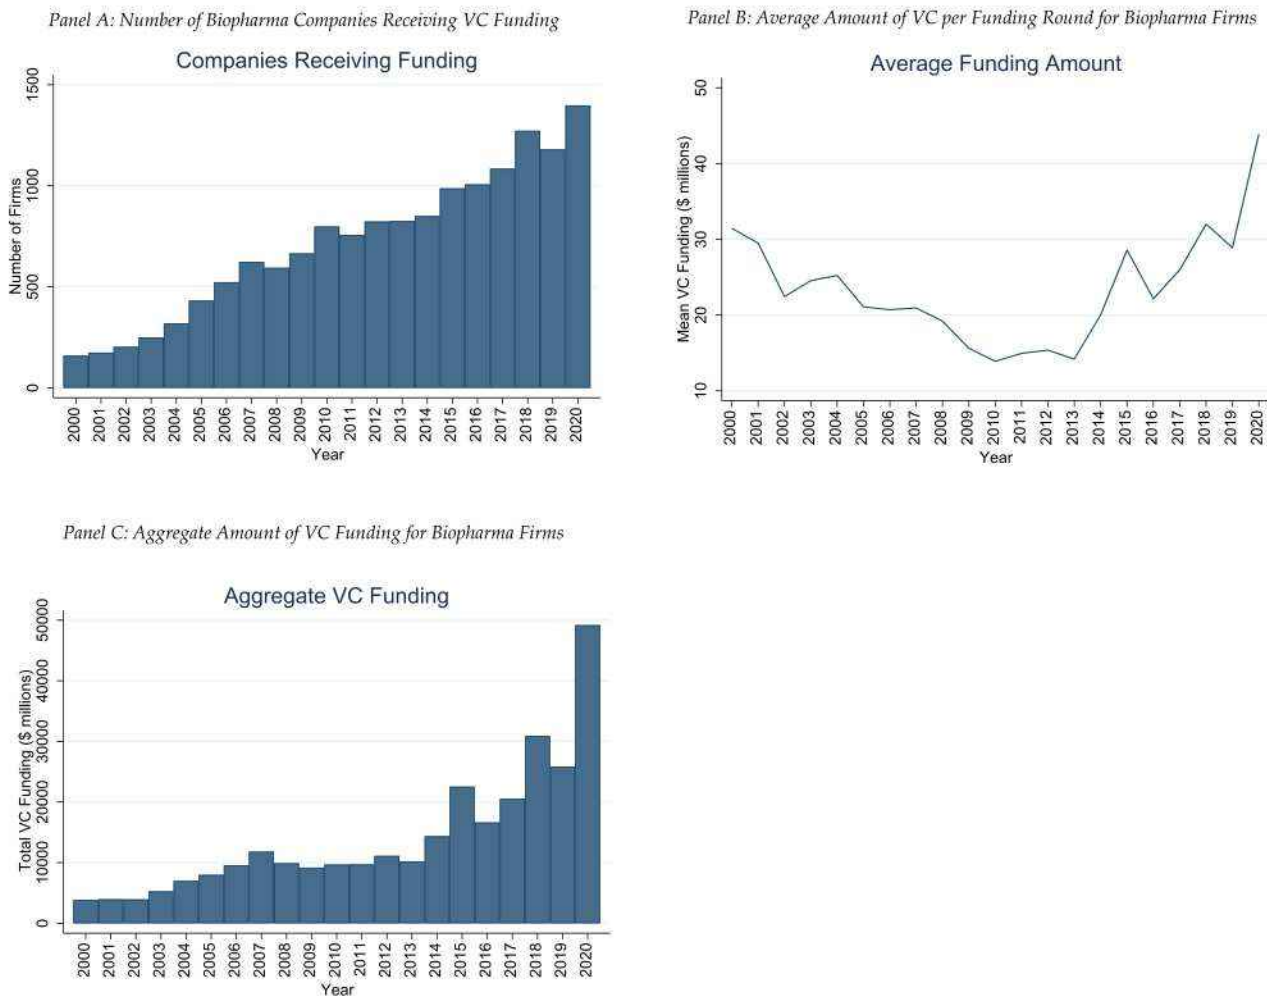 Panel A: Number of Biopharma Companies Receiving VC Funding
Companies Receiving Funding
Number of Firms
1500
1000
500
0
2000 2001 2002 2003 2004 2005 2006 2007 2008 2009 2010 2011 2012 2013 2014 2015 2016 2017 2018 2019 2020
Year
Panel B: Average Amount of VC per Funding Round for Biopharma Firms
Average Funding Amount
Mean VC Funding ($ millions)
50
40
30
20
10
2000 2001 2002 2003 2004 2005 2006 2007 2008 2009 2010 2011 2012 2013 2014 2015 2016 2017 2018 2019 2020
Year
Panel C: Aggregate Amount of VC Funding for Biopharma Firms
Aggregate VC Funding
Total VC Funding ($ millions)
50000
40000
30000
20000
10000
0
2000 2001 2002 2003 2004 2005 2006 2007 2008 2009 2010 2011 2012 2013 2014 2015 2016 2017 2018 2019 2020
Year